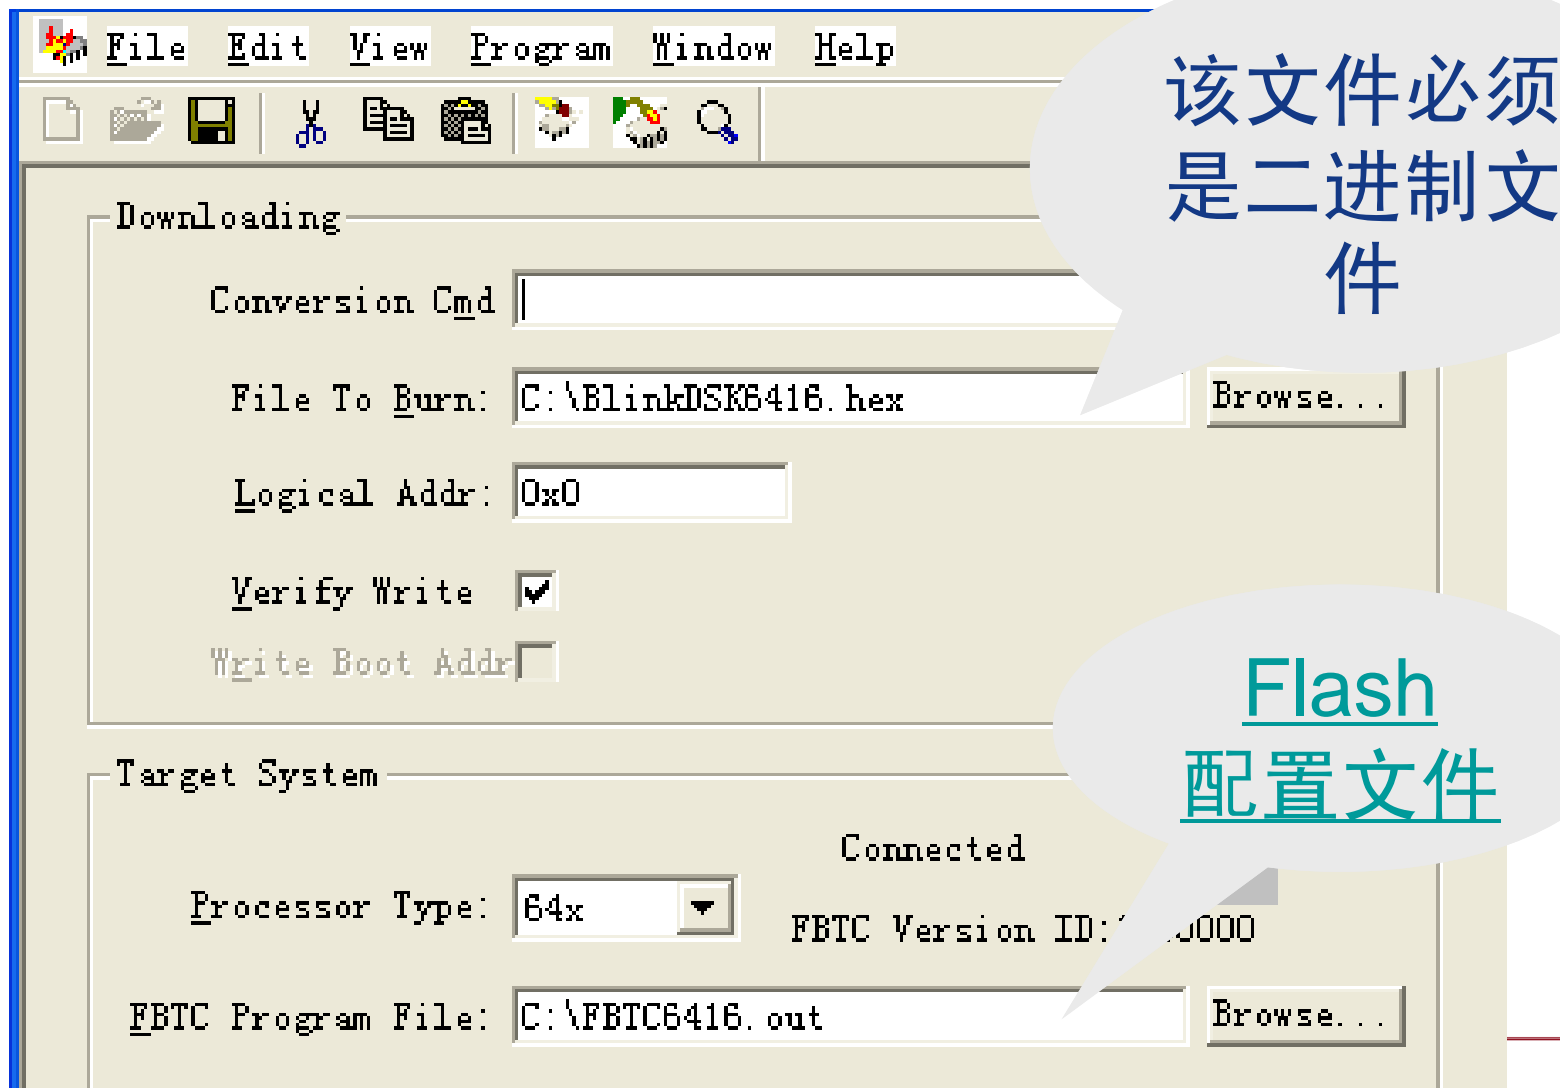 File Edit View Program Window Help
该文件必须
是二进制文
件
Downloading
Conversion Cmd
File To Burn: C:\BlinkDSK6416.hex Browse...
Logical Addr: 0x0
Verify Write
Write Boot Addr
Flash
配置文件
Target System
Connected
Processor Type: 64x
FBTC Version ID:
FBTC Program File: C:\FBTC6416.out Browse...